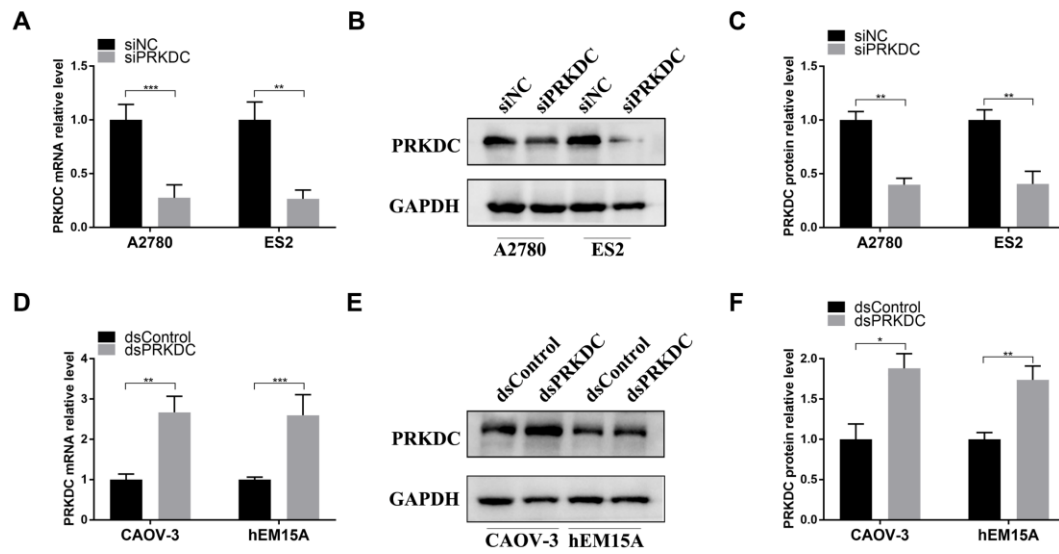 A
siNC
siPRKDC
PRKDC mRNA relative level
1.5
1.0
0.5
0.0
***
**
A2780
ES2
B
siNC
siPRKDC
siNC
siPRKDC
PRKDC
GAPDH
A2780
ES2
C
siNC
siPRKDC
PRKDC protein relative level
1.5
1.0
0.5
0.0
**
**
A2780
ES2
D
dsControl
dsPRKDC
PRKDC mRNA relative level
4
3
2
1
0
**
***
CAOV-3
hEM15A
E
dsControl
dsPRKDC
dsControl
dsPRKDC
PRKDC
GAPDH
CAOV-3 hEM15A
F
dsControl
dsPRKDC
PRKDC protein relative level
2.0
1.5
1.0
0.5
0.0
*
**
CAOV-3
hEM15A